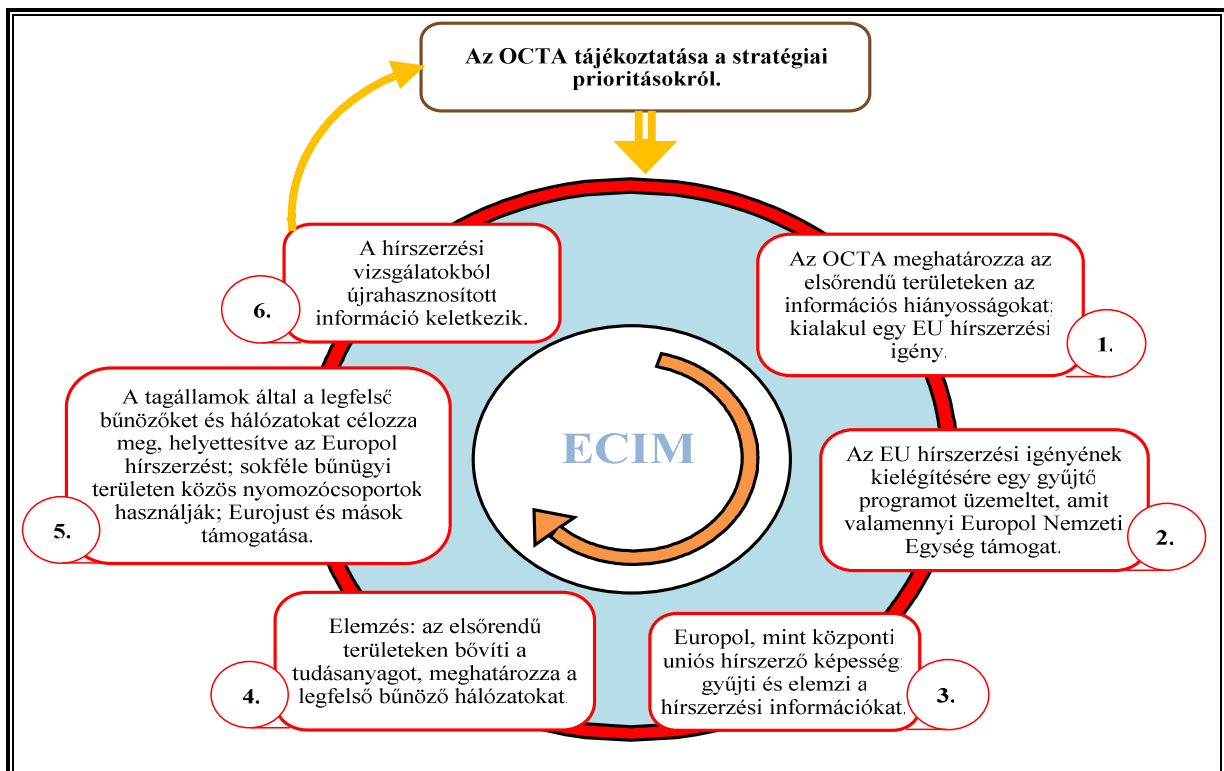 Az OCTA tájékoztatása a stratégiai
prioritásokról.
Az OCTA meghatározza az
elsőrendű területeken az
információs hiányosságokat;
kialakul egy EU hírszerzési
igény.
1.
Az EU hírszerzési igényének
kielégítésére egy gyűjtő
programot üzemeltet, amit
valamennyi Europol Nemzeti
Egység támogat.
2.
Europol, mint központi
uniós hírszerző képesség:
gyűjti és elemzi a
hírszerzési információkat.
3.
Elemzés: az elsőrendű
területeken bővíti a
tudásanyagot, meghatározza a
legfelső bűnöző hálózatokat.
4.
A tagállamok által a legfelső
bűnözőket és hálózatokat célozza
meg, helyettesítve az Europol
hírszerzést; sokféle bűnügyi
területen közös nyomozócsoportok
használják; Eurojust és mások
támogatása.
5.
A hírszerzési
vizsgálatokból
újrahasznosított
információ keletkezik.
6.
ECIM